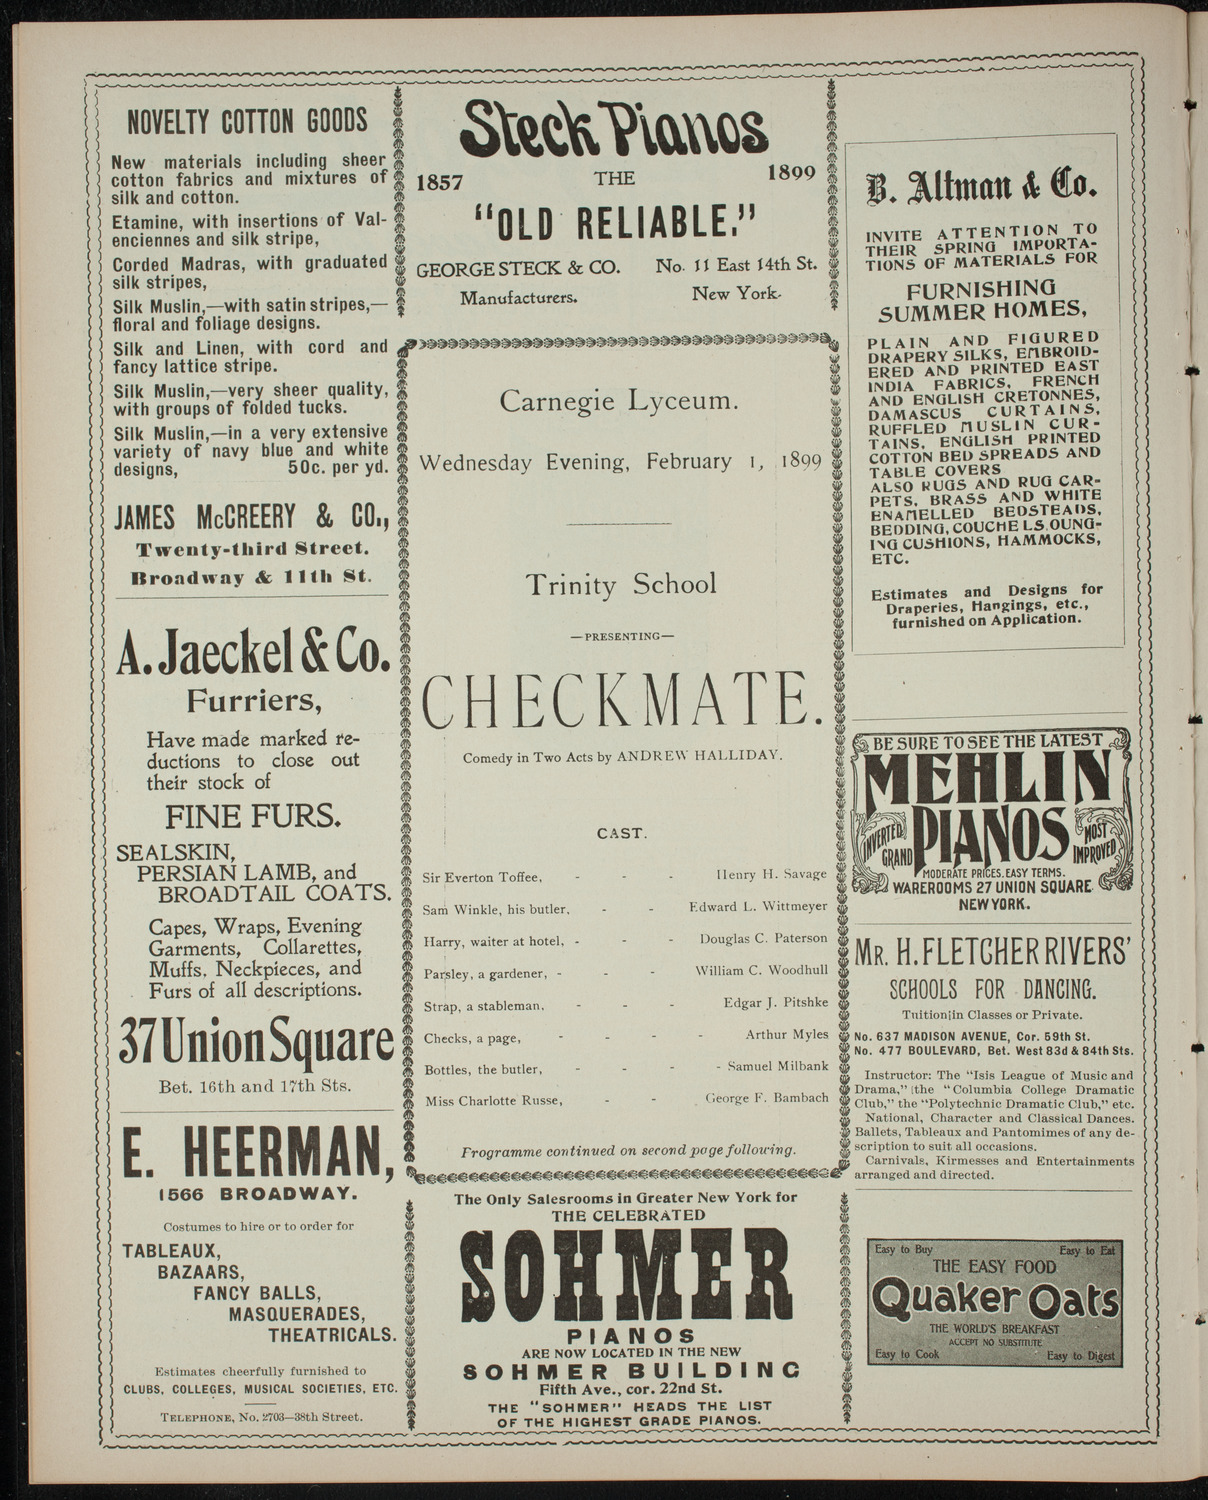 NOVELTY COTTON GOODS
New materials including sheer
cotton fabrics and mixtures of
silk and cotton.
Etamine, with insertions of Val-
enciennes and silk stripe,
Corded Madras, with graduated
silk stripes,
Silk Muslin,—with satin stripes,—
floral and foliage designs.
Silk and Linen, with cord and
fancy lattice stripe.
Silk Muslin,—very sheer quality,
with groups of folded tucks.
Silk Muslin,—in a very extensive
variety of navy blue and white
designs, 50c. per yd.
JAMES McCREERY & CO.,
Twenty-third Street.
Broadway & 11th St.
A. Jaeckel & Co.
Furriers,
Have made marked re-
ductions to close out
their stock of
FINE FURS.
SEALSKIN,
PERSIAN LAMB, and
BROADTAIL COATS.
Capes, Wraps, Evening
Garments, Collarettes,
Muffs, Neckpieces, and
Furs of all descriptions.
37 Union Square
Bet. 16th and 17th Sts.
E. HEERMAN,
1566 BROADWAY.
Costumes to hire or to order for
TABLEAUX,
BAZAARS,
FANCY BALLS,
MASQUERADES,
THEATRICALS.
Estimates cheerfully furnished to
CLUBS, COLLEGES, MUSICAL SOCIETIES, ETC.
TELEPHONE, No. 2703—38th Street.
Steck Pianos
1857 THE 1899
"OLD RELIABLE."
GEORGE STECK & CO. No. 11 East 14th St.
Manufacturers. New York.
Carnegie Lyceum.
Wednesday Evening, February 1, 1899
Trinity School
—PRESENTING—
CHECKMATE.
Comedy in Two Acts by ANDREW HALLIDAY.
CAST.
Sir Everton Toffee, - - - Henry H. Savage
Sam Winkle, his butler, - - Edward L. Wittmeyer
Harry, waiter at hotel, - - - Douglas C. Paterson
Parsley, a gardener, - - - William C. Woodhull
Strap, a stableman, - - - Edgar J. Pitshke
Checks, a page, - - - - Arthur Myles
Bottles, the butler, - - - - Samuel Milbank
Miss Charlotte Russe, - - George F. Bambach
Programme continued on second page following.
The Only Salesrooms in Greater New York for
THE CELEBRATED
SOHMER
PIANOS
ARE NOW LOCATED IN THE NEW
SOHMER BUILDING
Fifth Ave., cor. 22nd St.
THE "SOHMER" HEADS THE LIST
OF THE HIGHEST GRADE PIANOS.
B. Altman & Co.
INVITE ATTENTION TO
THEIR SPRING IMPORTA-
TIONS OF MATERIALS FOR
FURNISHING
SUMMER HOMES,
PLAIN AND FIGURED
DRAPERY SILKS, EMBROID-
ERED AND PRINTED EAST
INDIA FABRICS, FRENCH
AND ENGLISH CRETONNES,
DAMASCUS CURTAINS,
RUFFLED MUSLIN CUR-
TAINS, ENGLISH PRINTED
COTTON BED SPREADS AND
TABLE COVERS
ALSO RUGS AND RUG CAR-
PETS, BRASS AND WHITE
ENAMELLED BEDSTEADS,
BEDDING, COUCHE LS.OUNG-
ING CUSHIONS, HAMMOCKS,
ETC.
Estimates and Designs for
Draperies, Hangings, etc.,
furnished on Application.
BE SURE TO SEE THE LATEST
MEHLIN
INVERTED GRAND PIANOS MOST IMPROVED
MODERATE PRICES. EASY TERMS.
WAREROOMS 27 UNION SQUARE
NEW YORK.
MR. H. FLETCHER RIVERS'
SCHOOLS FOR DANCING.
Tuition in Classes or Private.
No. 637 MADISON AVENUE, Cor. 59th St.
No. 477 BOULEVARD, Bet. West 83d & 84th Sts.
Instructor: The "Isis League of Music and
Drama," the "Columbia College Dramatic
Club," the "Polytechnic Dramatic Club," etc.
National, Character and Classical Dances.
Ballets, Tableaux and Pantomimes of any de-
scription to suit all occasions.
Carnivals, Kirmesses and Entertainments
arranged and directed.
Easy to Buy Easy to Eat
THE EASY FOOD
Quaker Oats
THE WORLD'S BREAKFAST
ACCEPT NO SUBSTITUTE
Easy to Cook Easy to Digest